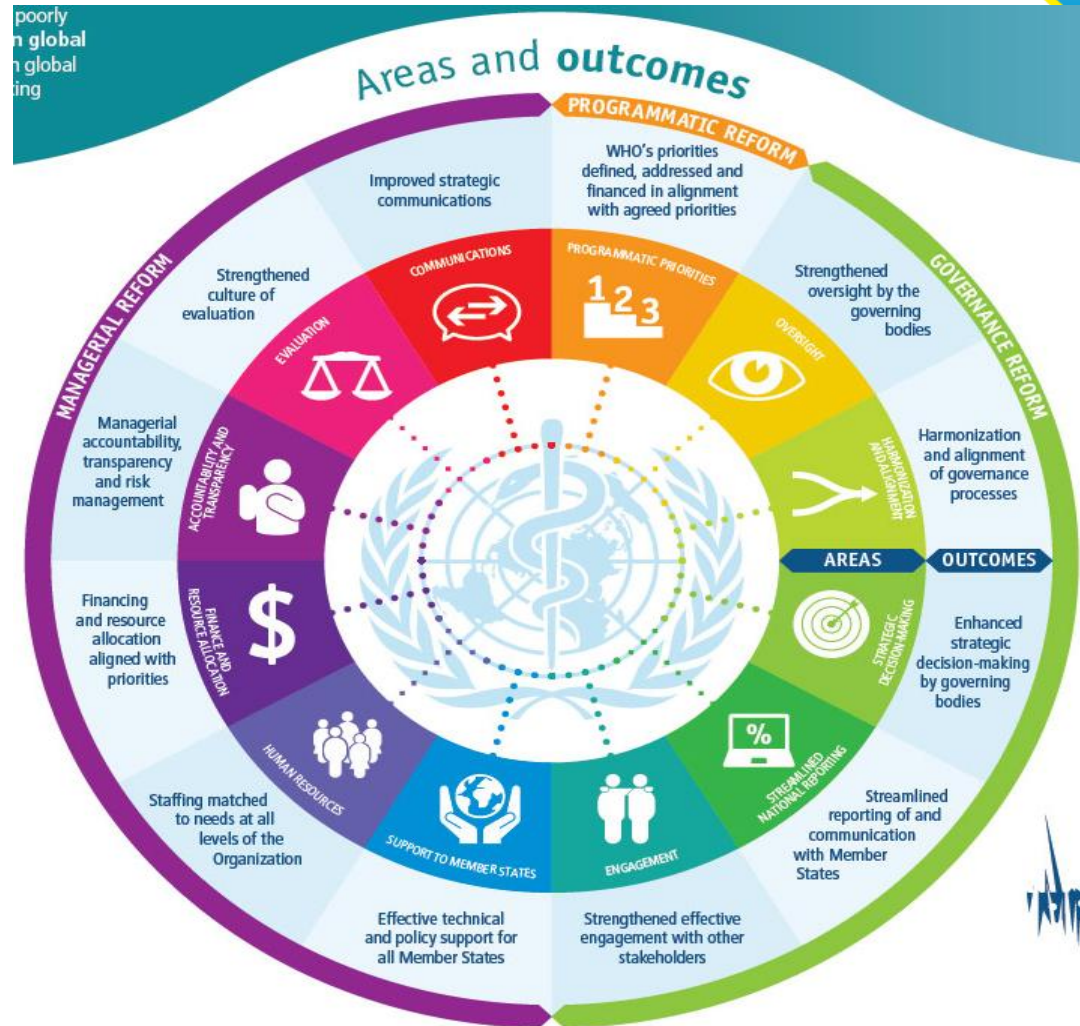 poorly
n global
n global
ting
Areas and outcomes
PROGRAMMATIC REFORM
GOVERNANCE REFORM
MANAGERIAL REFORM
WHO's priorities
defined, addressed and
financed in alignment
with agreed priorities
PROGRAMMATIC PRIORITIES
1 2 3
Strengthened
oversight by the
governing
bodies
OVERSIGHT
Harmonization
and alignment
of governance
processes
HARMONIZATION
AND ALIGNMENT
AREAS
OUTCOMES
Enhanced
strategic
decision-making
by governing
bodies
STRATEGIC
DECISION-MAKING
Streamlined
reporting of and
communication
with Member
States
%
STREAMLINED
NATIONAL REPORTING
Strengthened effective
engagement with other
stakeholders
ENGAGEMENT
Effective technical
and policy support for
all Member States
SUPPORT TO MEMBER STATES
Staffing matched
to needs at all
levels of the
Organization
HUMAN RESOURCES
Financing
and resource
allocation
aligned with
priorities
FINANCE AND
RESOURCE ALLOCATION
$
Managerial
accountability,
transparency
and risk
management
ACCOUNTABILITY AND
TRANSPARENCY
Strengthened
culture of
evaluation
EVALUATION
Improved strategic
communications
COMMUNICATIONS